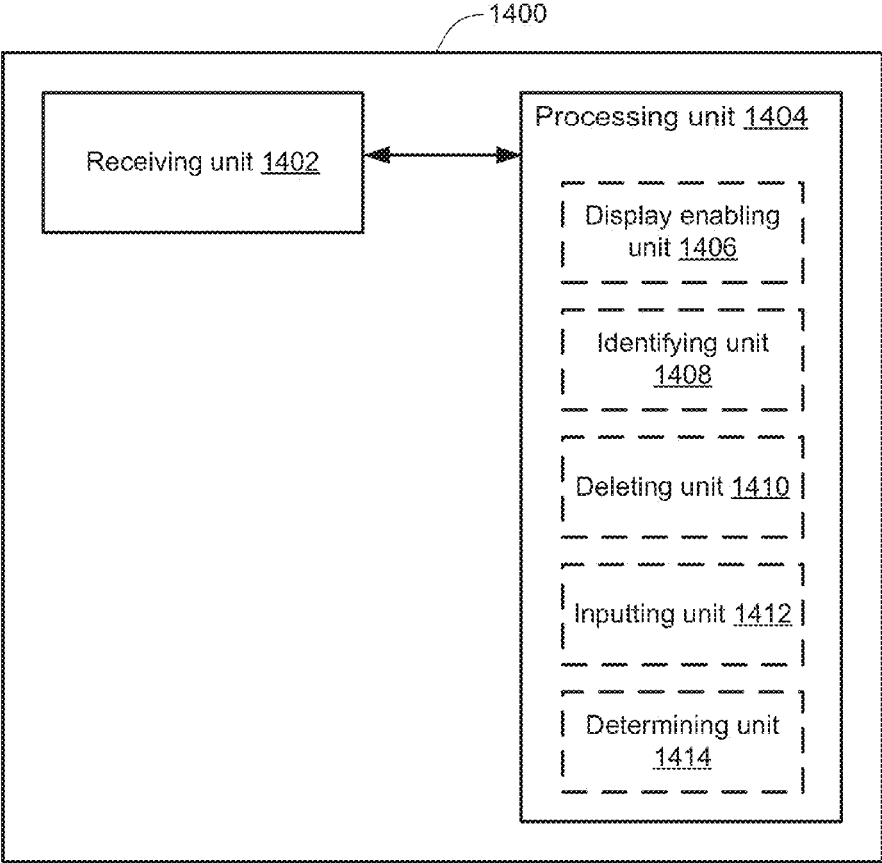 1400
Receiving unit 1402
Processing unit 1404
Display enabling
unit 1406
Identifying unit
1408
Deleting unit 1410
Inputting unit 1412
Determining unit
1414